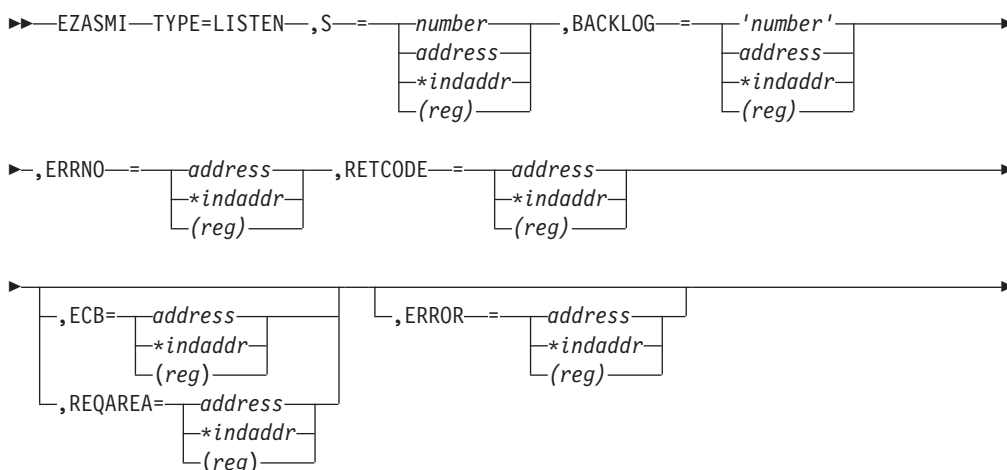 EZASMI TYPE=LISTEN ,S = number ,BACKLOG = 'number'
address address
*indaddr *indaddr
(reg) (reg)
,ERRNO = address ,RETCODE = address
*indaddr *indaddr
(reg) (reg)
,ECB= address ,ERROR = address
*indaddr *indaddr
(reg) (reg)
,REQAREA= address
*indaddr
(reg)